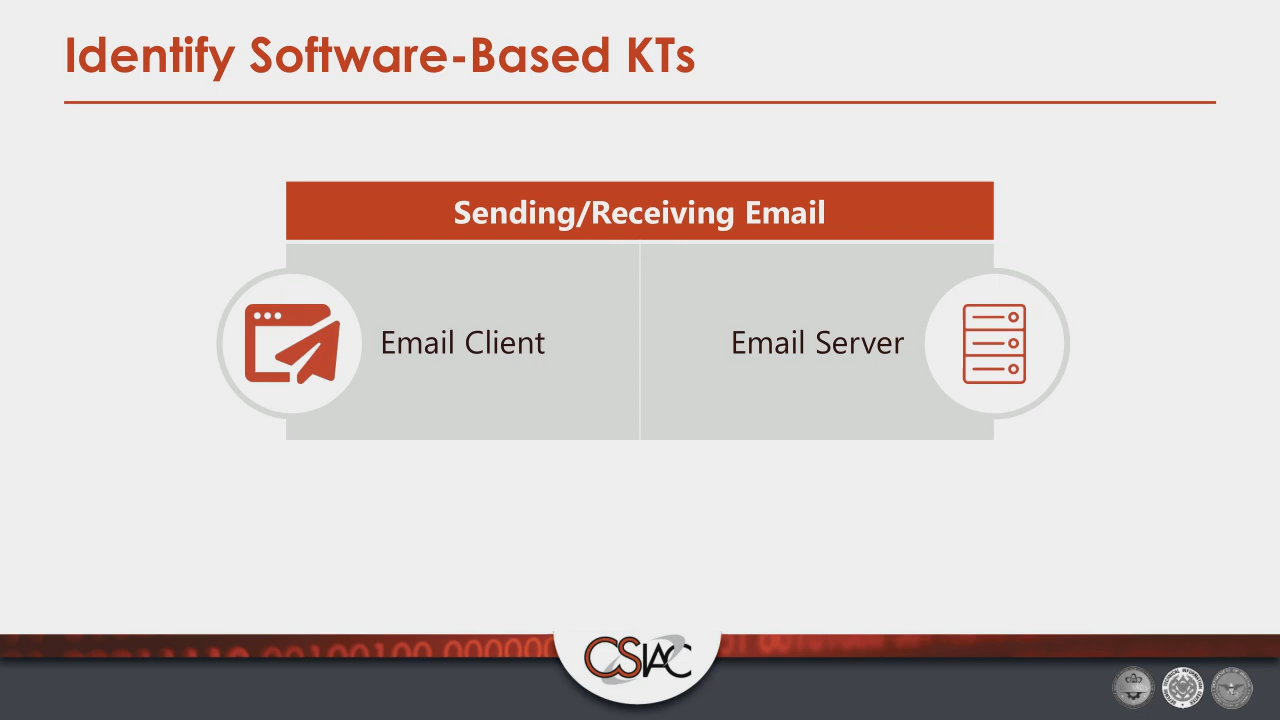 Identify Software-Based KTs
Sending/Receiving Email
Email Client
Email Server
CSIAC